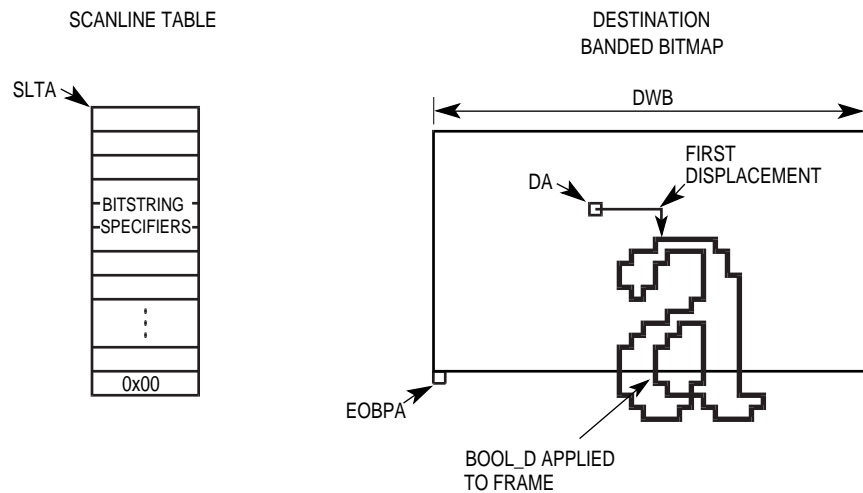 SCANLINE TABLE
DESTINATION
BANDED BITMAP
SLTA
DWB
FIRST
DISPLACEMENT
DA
BITSTRING
SPECIFIERS
0x00
EOBPA
BOOL_D APPLIED
TO FRAME